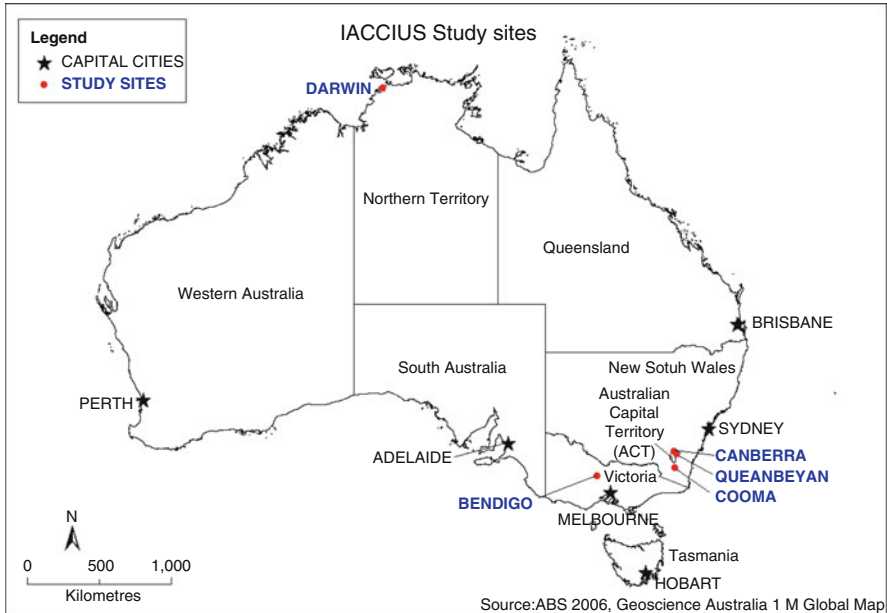 IACCIUS Study sites
Legend
CAPITAL CITIES
STUDY SITES
DARWIN
Northern Territory
Queensland
Western Australia
BRISBANE
South Australia
New Sotuh Wales
Australian
Capital
Territory
(ACT)
PERTH
SYDNEY
ADELAIDE
CANBERRA
QUEANBEYAN
COOMA
Victoria
BENDIGO
MELBOURNE
Tasmania
HOBART
N
0 500 1,000
Kilometres
Source:ABS 2006, Geoscience Australia 1 M Global Map